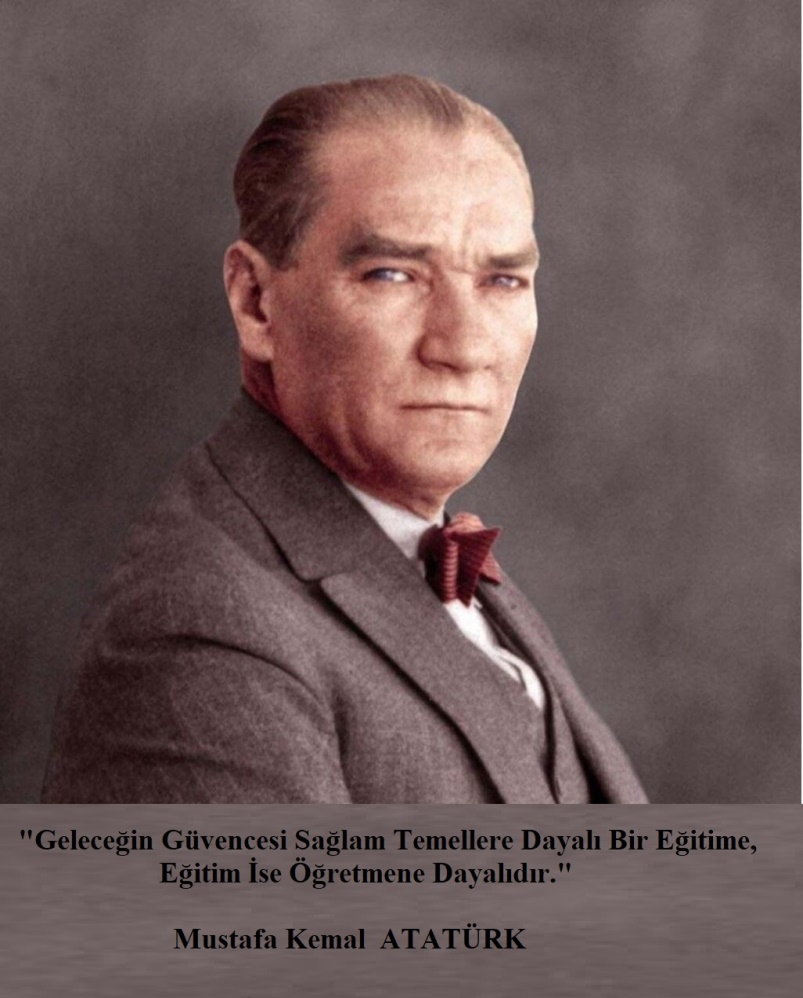 "Geleceğin Güvencesi Sağlam Temellere Dayalı Bir Eğitime,
Eğitim İse Öğretmene Dayalıdır."
Mustafa Kemal  ATATÜRK